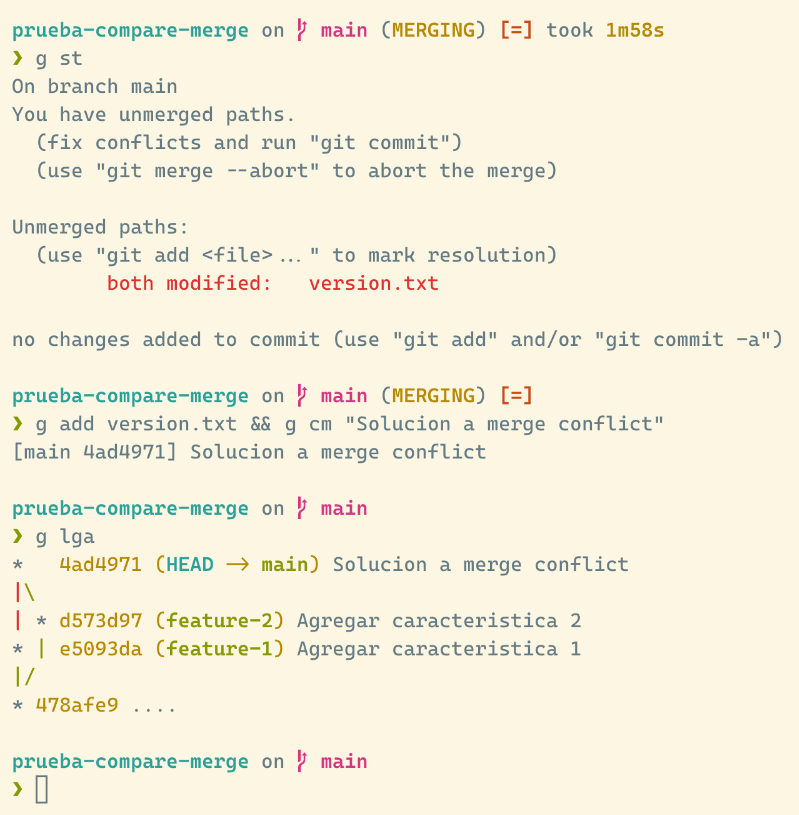 prueba-compare-merge on main (MERGING) [=] took 1m58s
❯ g st
On branch main
You have unmerged paths.
  (fix conflicts and run "git commit")
  (use "git merge --abort" to abort the merge)

Unmerged paths:
  (use "git add <file>..." to mark resolution)
        both modified:   version.txt

no changes added to commit (use "git add" and/or "git commit -a")

prueba-compare-merge on main (MERGING) [=]
❯ g add version.txt && g cm "Solucion a merge conflict"
[main 4ad4971] Solucion a merge conflict

prueba-compare-merge on main
❯ g lga
*   4ad4971 (HEAD -> main) Solucion a merge conflict
|\
| * d573d97 (feature-2) Agregar caracteristica 2
* | e5093da (feature-1) Agregar caracteristica 1
|/
* 478afe9 ....

prueba-compare-merge on main
❯